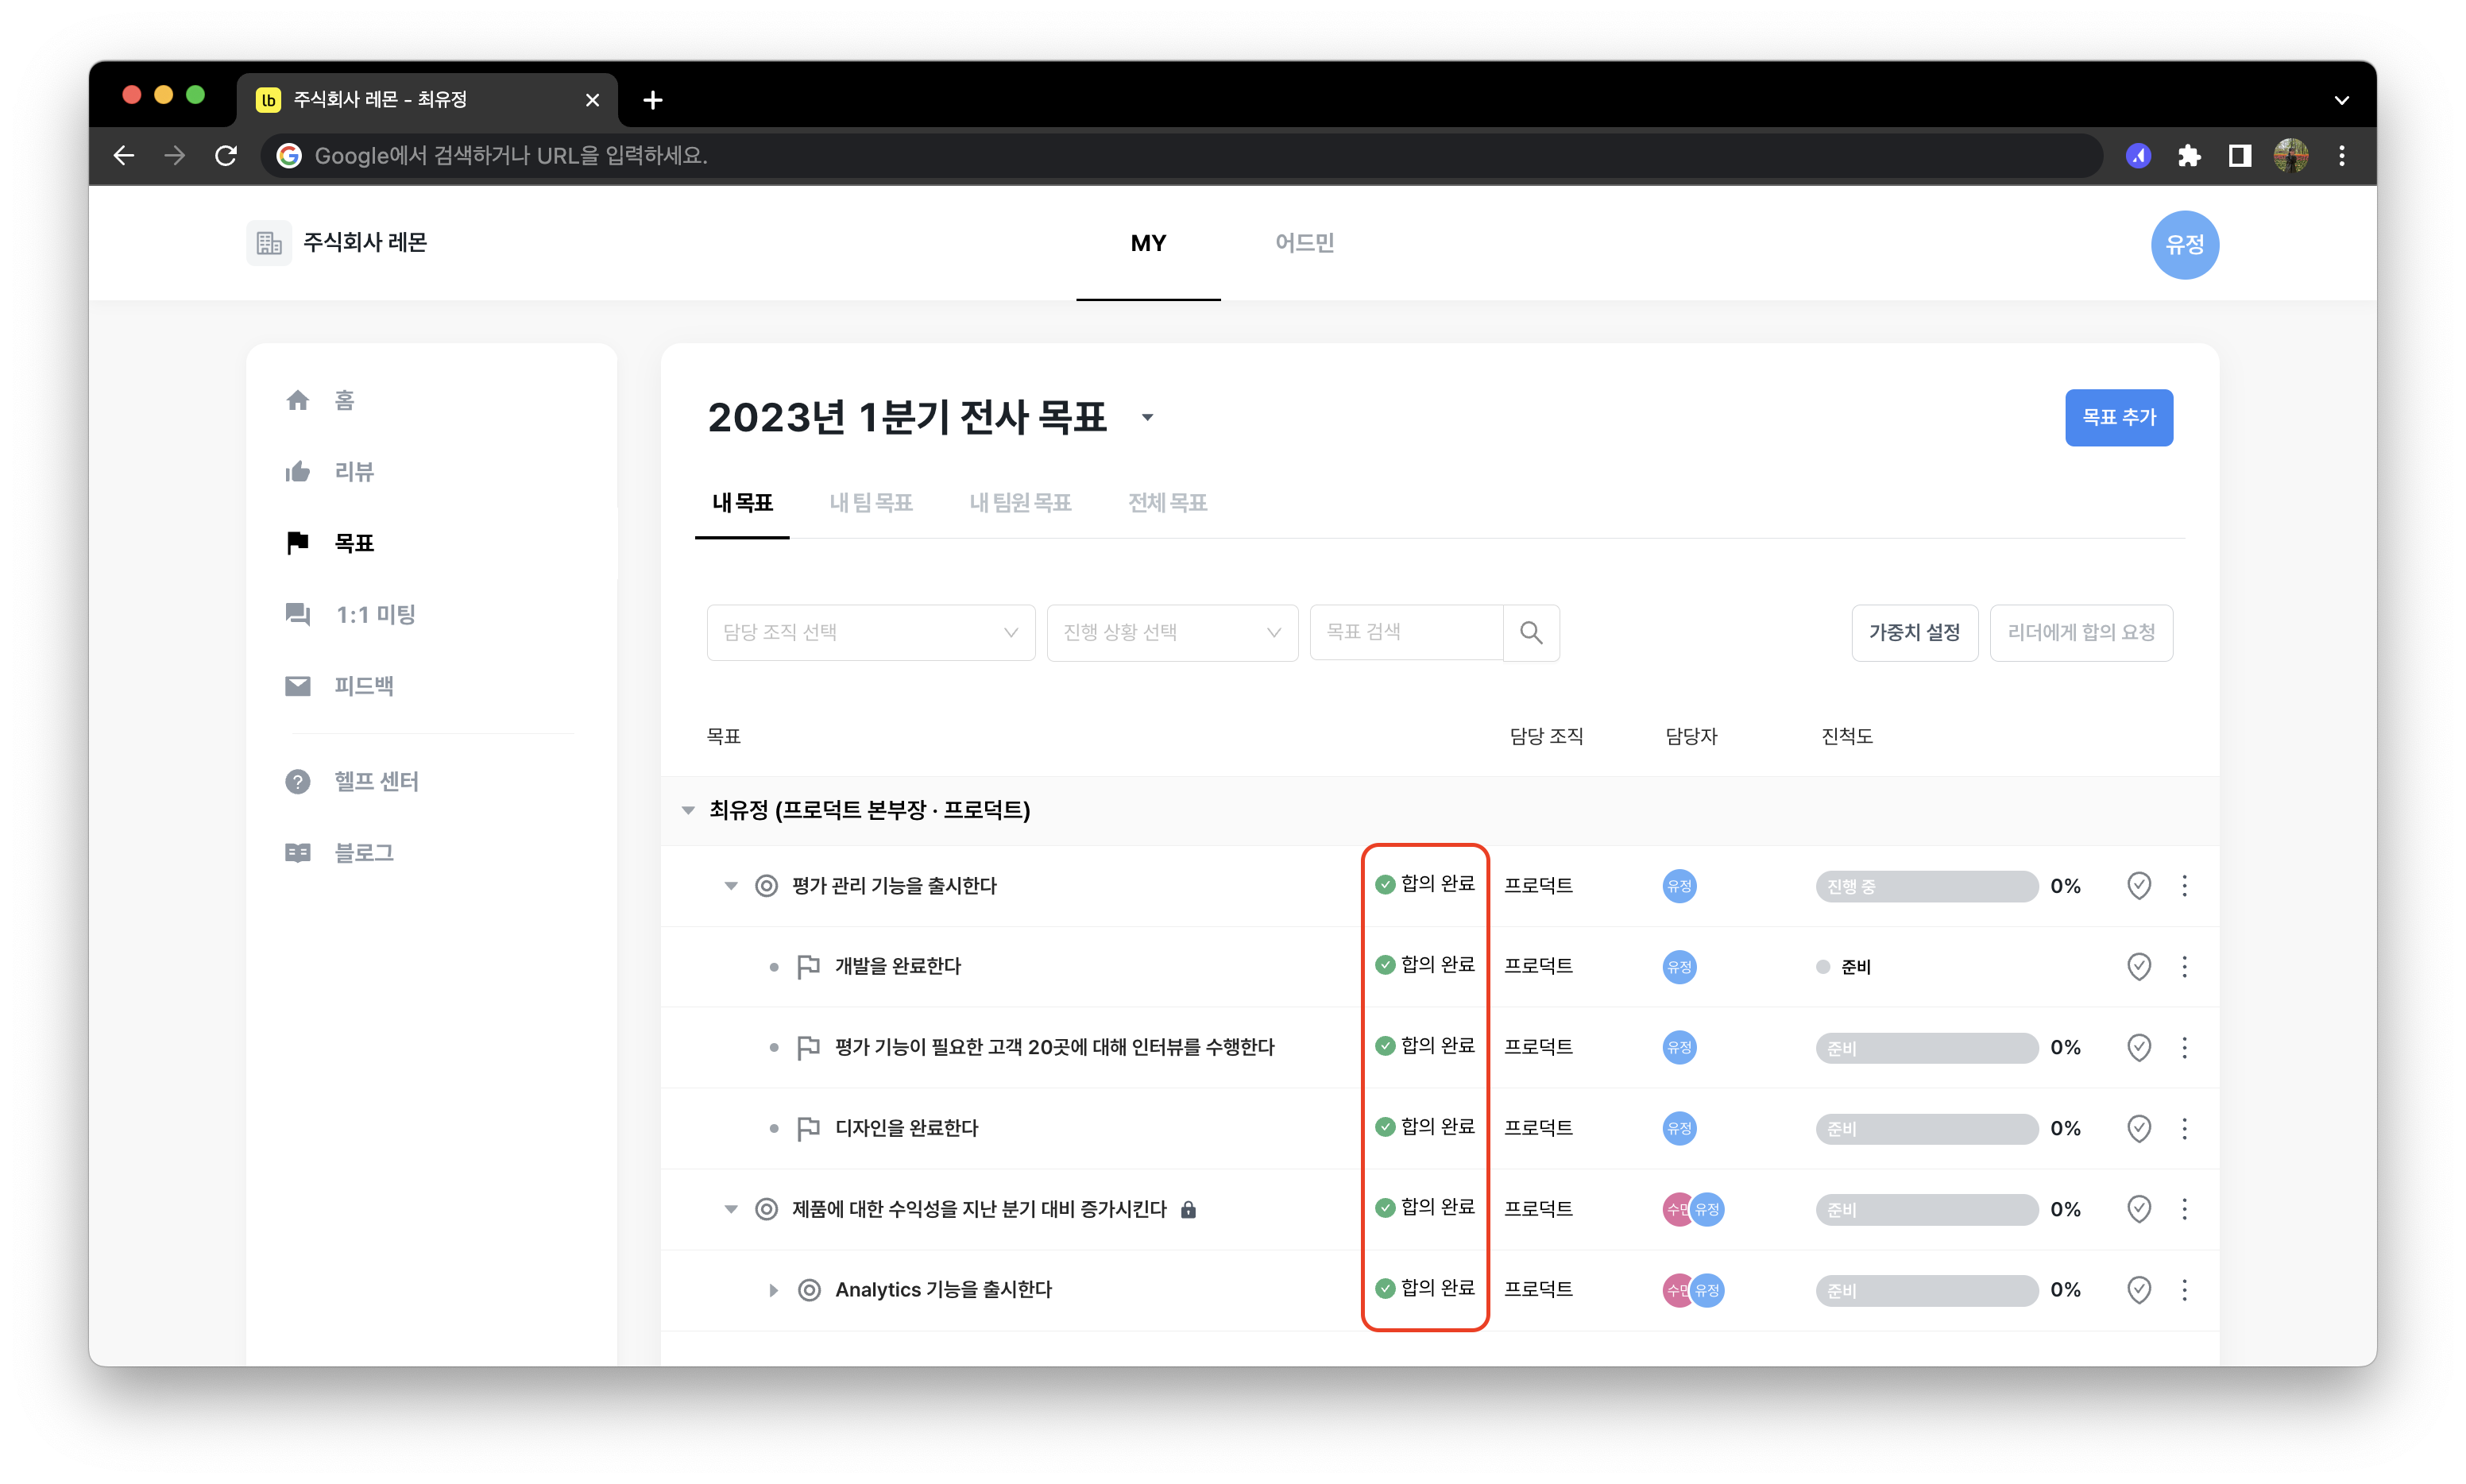 lb 주식회사 레몬 - 최유정
Google에서 검색하거나 URL을 입력하세요.
주식회사 레몬
MY
어드민
유정
홈
리뷰
목표
1:1 미팅
피드백
헬프 센터
블로그
2023년 1분기 전사 목표
목표 추가
내 목표 내 팀 목표 내 팀원 목표 전체 목표
담당 조직 선택 진행 상황 선택 목표 검색 가중치 설정 리더에게 합의 요청
목표 담당 조직 담당자 진척도
최유정 (프로덕트 본부장 · 프로덕트)
평가 관리 기능을 출시한다 합의 완료 프로덕트 유정 진행 중 0%
개발을 완료한다 합의 완료 프로덕트 유정 준비
평가 기능이 필요한 고객 20곳에 대해 인터뷰를 수행한다 합의 완료 프로덕트 유정 준비 0%
디자인을 완료한다 합의 완료 프로덕트 유정 준비 0%
제품에 대한 수익성을 지난 분기 대비 증가시킨다 합의 완료 프로덕트 유정 준비 0%
Analytics 기능을 출시한다 합의 완료 프로덕트 유정 준비 0%